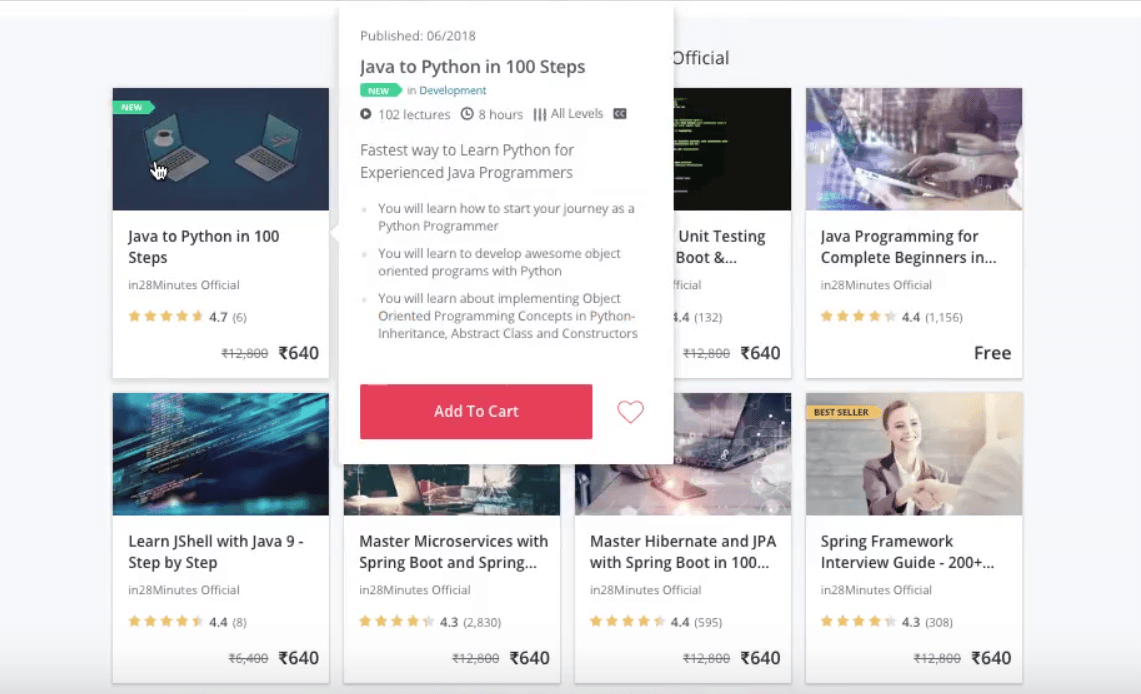 Published: 06/2018
Official
Java to Python in 100 Steps
NEW in Development
102 lectures 8 hours All Levels CC
Fastest way to Learn Python for
Experienced Java Programmers
You will learn how to start your journey as a
Python Programmer
You will learn to develop awesome object
oriented programs with Python
You will learn about implementing Object
Oriented Programming Concepts in Python-
Inheritance, Abstract Class and Constructors
Add To Cart
NEW
Java to Python in 100
Steps
in28Minutes Official
4.7 (6)
₹12,800 ₹640
Unit Testing
Boot &...
4.4 (132)
₹12,800 ₹640
Java Programming for
Complete Beginners in...
in28Minutes Official
4.4 (1,156)
Free
Learn JShell with Java 9 -
Step by Step
in28Minutes Official
4.4 (8)
₹6,400 ₹640
Master Microservices with
Spring Boot and Spring...
in28Minutes Official
4.3 (2,830)
₹12,800 ₹640
Master Hibernate and JPA
with Spring Boot in 100...
in28Minutes Official
4.4 (595)
₹12,800 ₹640
BEST SELLER
Spring Framework
Interview Guide - 200+...
in28Minutes Official
4.3 (308)
₹12,800 ₹640